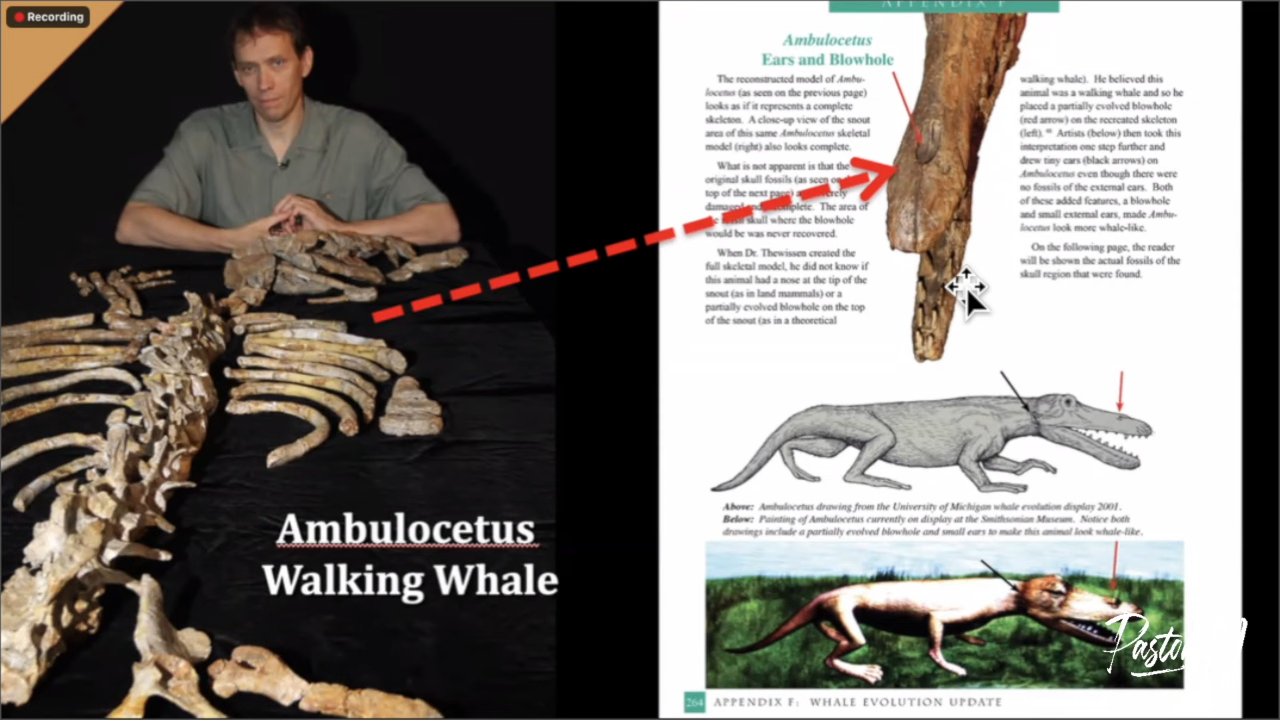 Recording
Ambulocetus
Walking Whale
APPENDIX F
Ambulocetus
Ears and Blowhole
The reconstructed model of Ambu-
locetus (as seen on the previous page)
looks as if it represents a complete
skeleton. A close-up view of the snout
area of this same Ambulocetus skeletal
model (right) also looks complete.
What is not apparent is that the
original skull fossils (as seen on
top of the next page)
damaged and The area of
skull where the blowhole
would be was never recovered.
When Dr. Thewissen created the
full skeletal model, he did not know if
this animal had a nose at the tip of the
snout (as in land mammals) or a
partially evolved blowhole on the top
of the snout (as in a theoretical
walking whale). He believed this
animal was a walking whale and so he
placed a partially evolved blowhole
(red arrow) on the recreated skeleton
(left). Artists (below) then took this
interpretation one step further and
drew tiny ears (black arrows) on
Ambulocetus even though there were
no fossils of the external ears. Both
of these added features, a blowhole
and small external ears, made Ambu-
locetus look more whale-like.
On the following page, the reader
will be shown the actual fossils of the
skull region that were found.
Above: Ambulocetus drawing from the University of Michigan whale evolution display 2001.
Below: Painting of Ambulocetus currently on display at the Smithsonian Museum. Notice both
drawings include a partially evolved blowhole and small ears to make this animal look whale-like.
264 APPENDIX F: WHALE EVOLUTION UPDATE